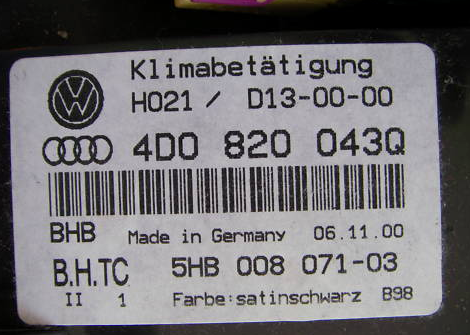 Klimabetätigung
H021 / D13-00-00
4D0 820 043Q
BHB Made in Germany 06.11.00
B.H.TC 5HB 008 071-03
II 1 Farbe:satinschwarz B98